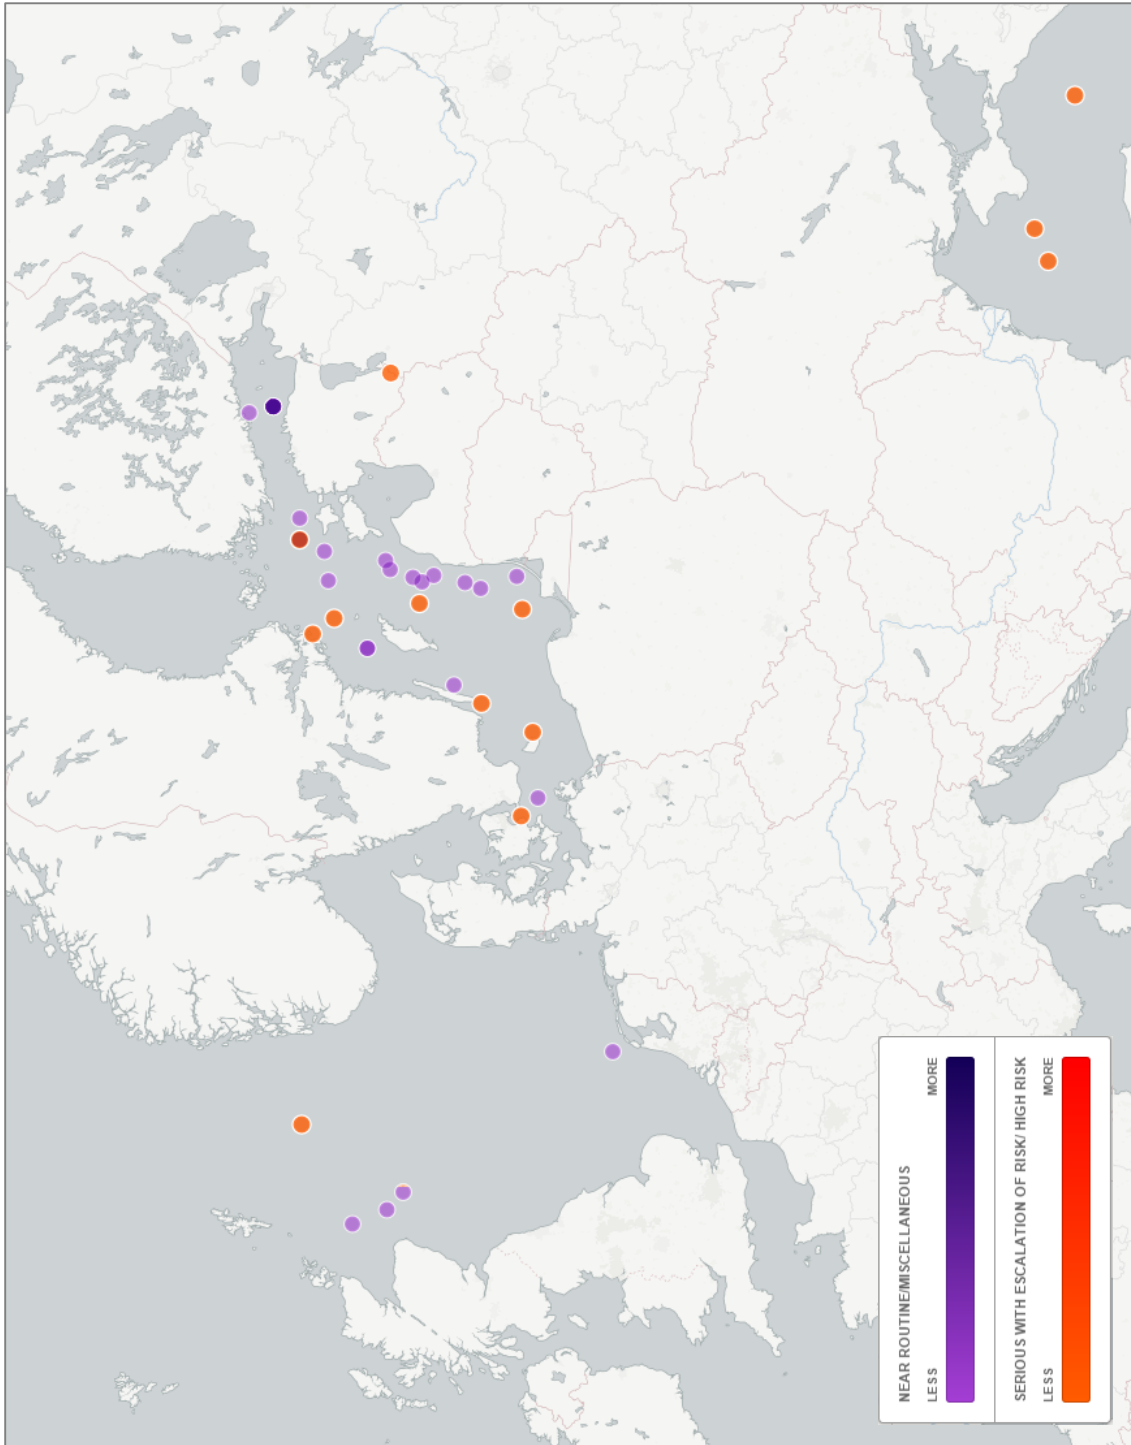 NEAR ROUTINE/MISCELLANEOUS
LESS
MORE
SERIOUS WITH ESCALATION OF RISK/ HIGH RISK
LESS
MORE